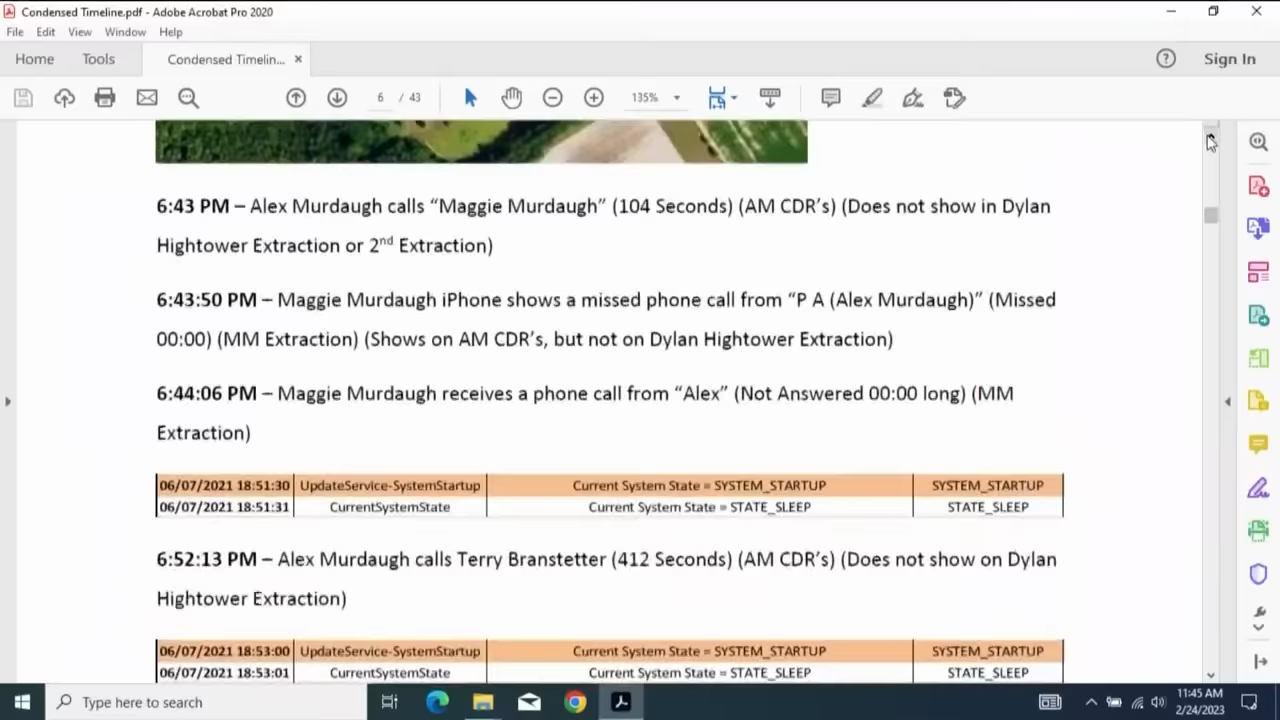 Condensed Timeline.pdf - Adobe Acrobat Pro 2020
File Edit View Window Help
Home Tools Condensed Timelin... × ? Sign In
6 / 43 135%
6:43 PM – Alex Murdaugh calls “Maggie Murdaugh” (104 Seconds) (AM CDR’s) (Does not show in Dylan
Hightower Extraction or 2nd Extraction)
6:43:50 PM – Maggie Murdaugh iPhone shows a missed phone call from “P A (Alex Murdaugh)” (Missed
00:00) (MM Extraction) (Shows on AM CDR’s, but not on Dylan Hightower Extraction)
6:44:06 PM – Maggie Murdaugh receives a phone call from “Alex” (Not Answered 00:00 long) (MM
Extraction)
06/07/2021 18:51:30 UpdateService-SystemStartup Current System State = SYSTEM_STARTUP SYSTEM_STARTUP
06/07/2021 18:51:31 CurrentSystemState Current System State = STATE_SLEEP STATE_SLEEP
6:52:13 PM – Alex Murdaugh calls Terry Branstetter (412 Seconds) (AM CDR’s) (Does not show on Dylan
Hightower Extraction)
06/07/2021 18:53:00 UpdateService-SystemStartup Current System State = SYSTEM_STARTUP SYSTEM_STARTUP
06/07/2021 18:53:01 CurrentSystemState Current System State = STATE_SLEEP STATE_SLEEP
Type here to search
11:45 AM
2/24/2023